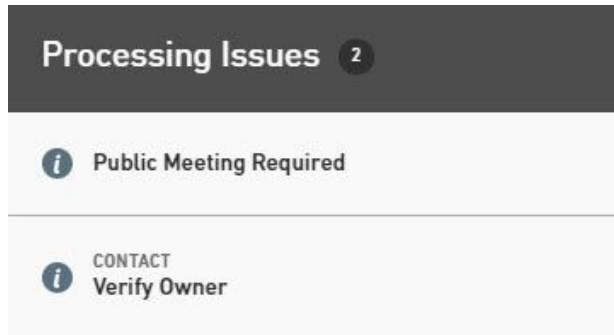 Processing Issues 2
i Public Meeting Required
CONTACT
i Verify Owner